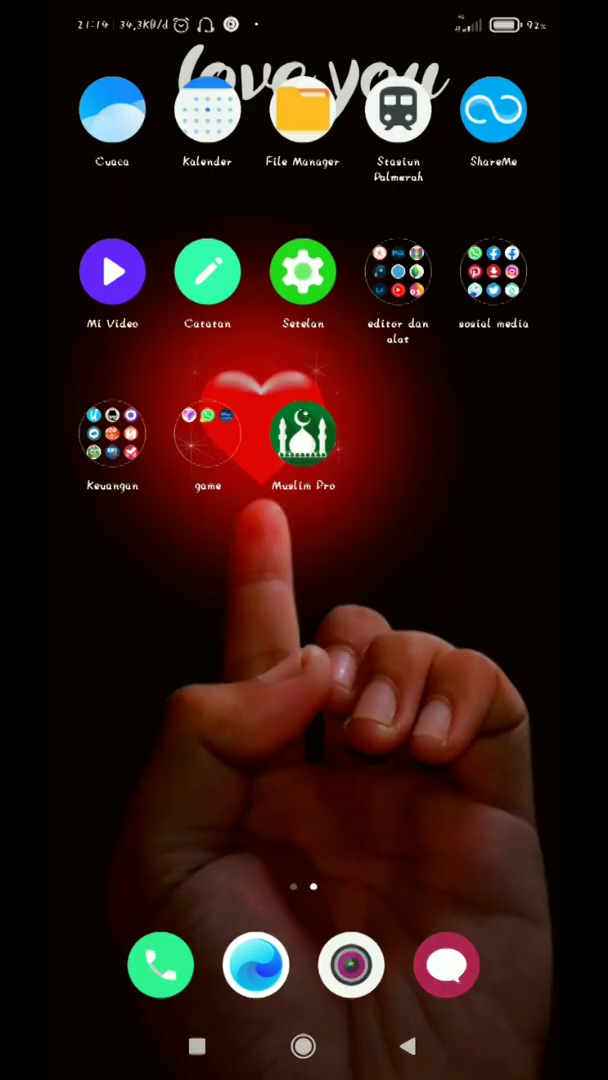 21:14 | 34,3KB/d
4G
92%
love you
Cuaca
Kalender
File Manager
Stasiun
Palmerah
ShareMe
Mi Video
Catatan
Setelan
editor dan
alat
sosial media
Keuangan
game
Muslim Pro